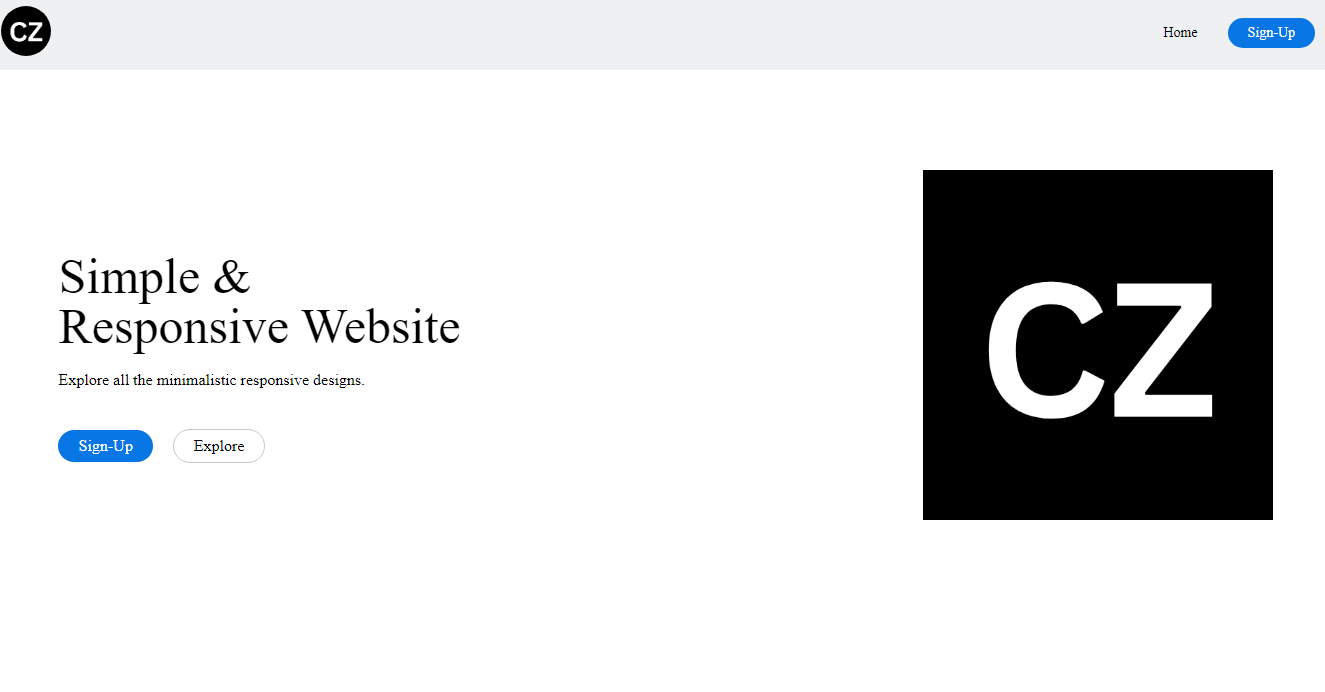 CZ
Home
Sign-Up
Simple &
Responsive Website
Explore all the minimalistic responsive designs.
Sign-Up
Explore
CZ